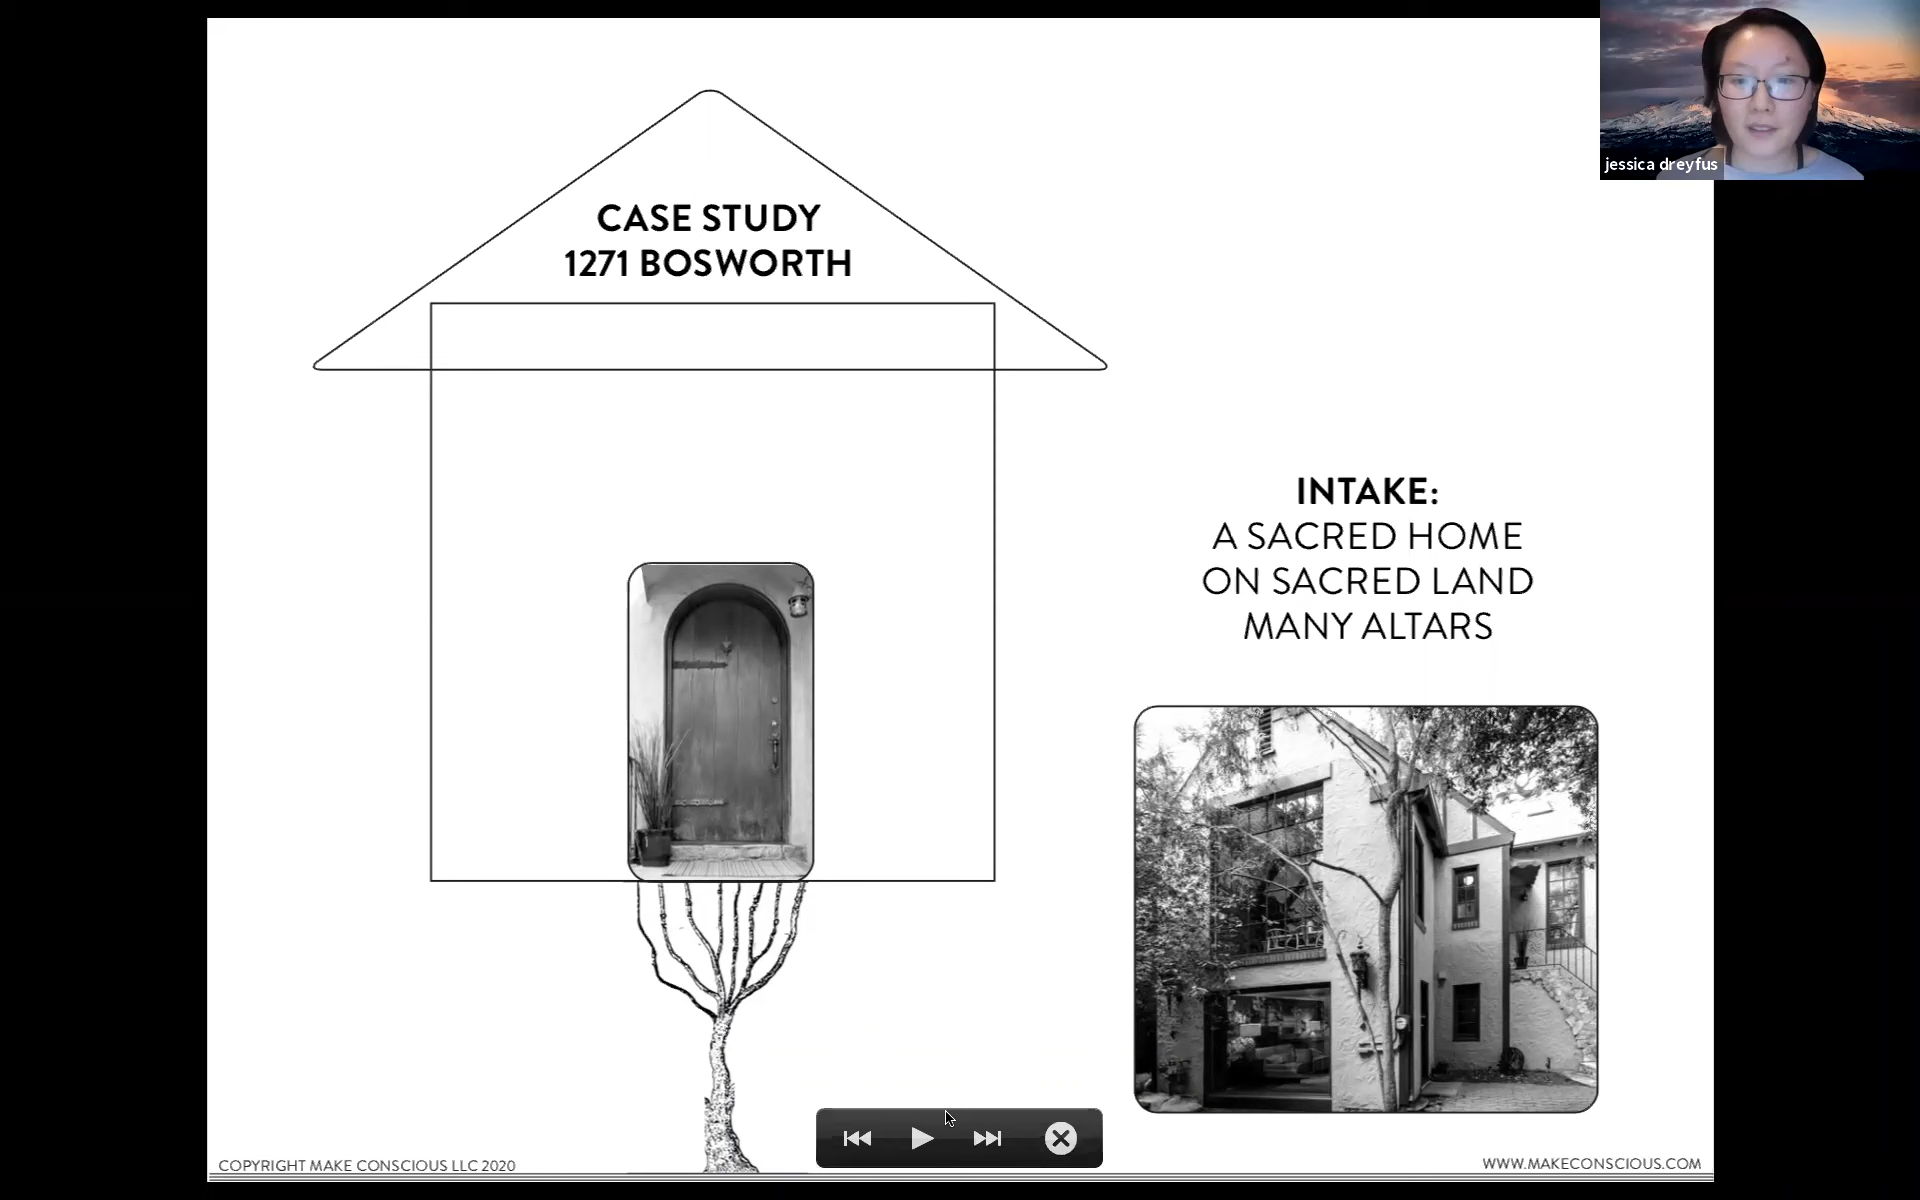 CASE STUDY
1271 BOSWORTH
INTAKE:
A SACRED HOME
ON SACRED LAND
MANY ALTARS
jessica dreyfus
COPYRIGHT MAKE CONSCIOUS LLC 2020
WWW.MAKECONSCIOUS.COM